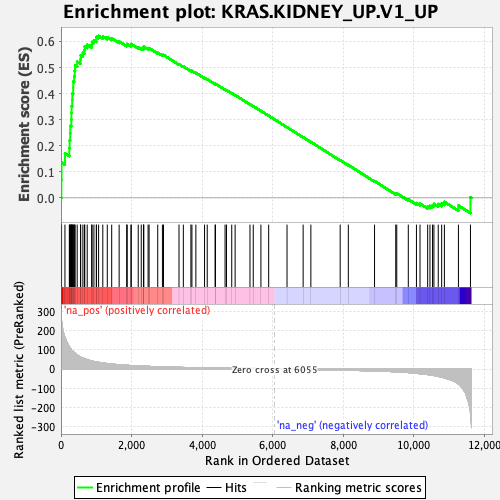 Enrichment plot: KRAS.KIDNEY_UP.V1_UP
Enrichment score (ES)
0.6
0.5
0.4
0.3
0.2
0.1
0.0
'na_pos' (positively correlated)
Ranked list metric (PreRanked)
300
200
100
0
-100
-200
-300
Zero cross at 6055
'na_neg' (negatively correlated)
0
2,000
4,000
6,000
8,000
10,000
12,000
Rank in Ordered Dataset
Enrichment profile
Hits
Ranking metric scores